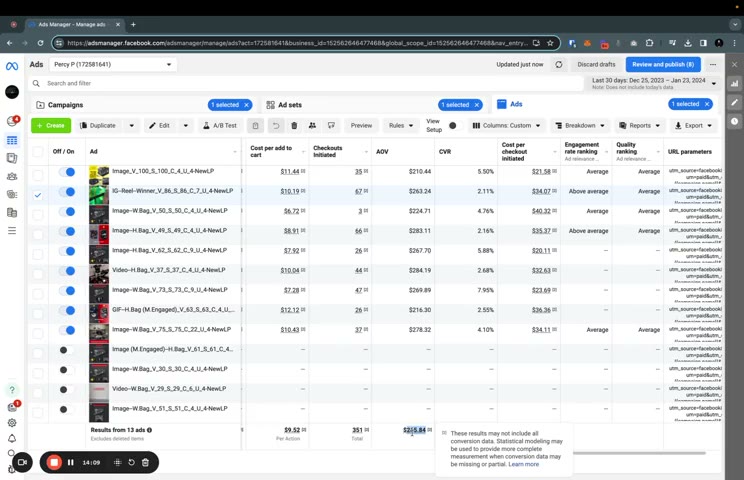 Ads Manager - Manage ads
https://adsmanager.facebook.com/adsmanager/manage/ads?act=172581641&business_id=152562646477468&global_scope_id=152562646477468&nav_entry...
Ads
Percy P (172581641)
Updated just now
Discard drafts
Review and publish (8)
Search and filter
Last 30 days: Dec 25, 2023 – Jan 23, 2024
Note: Does not include today's data
Campaigns
1 selected
Ad sets
1 selected
Ads
1 selected
+ Create
Duplicate
Edit
A/B Test
Preview
Rules
View Setup
Columns: Custom
Breakdown
Reports
Export
Off / On
Ad
Cost per add to cart
Checkouts Initiated
AOV
CVR
Cost per checkout initiated
Engagement rate ranking
Ad relevance ...
Quality ranking
Ad relevance ...
URL parameters
Image_V_100_S_100_C_4_U_4-NewLP $11.44 35 $210.44 5.50% $21.58 Average Average
IG-Reel-Winner_V_86_S_86_C_7_U_4-NewLP $10.19 67 $263.24 2.11% $34.07 Above average Average
Image-W.Bag_V_50_S_50_C_4_U_4-NewLP $6.72 3 $224.71 4.76% $40.32 Average Average
Image-H.Bag_V_49_S_49_C_4_U_4-NewLP $8.91 66 $283.11 2.16% $35.37 Above average Average
Image-H.Bag_V_62_S_62_C_9_U_4-NewLP $7.92 26 $267.70 5.88% $20.11 — —
Video-H.Bag_V_37_S_37_C_4_U_4-NewLP $10.04 44 $284.19 2.68% $32.63 — —
Image-W.Bag_V_73_S_73_C_9_U_4-NewLP $7.28 47 $269.89 7.95% $23.69 — —
GIF-H.Bag (M.Engaged)_V_63_S_63_C_4_U_... $12.12 26 $216.30 2.55% $36.36 — —
Image-W.Bag_V_75_S_75_C_22_U_4-NewLP $10.43 37 $278.32 4.10% $34.11 Average Average
Image (M.Engaged)-H.Bag_V_61_S_61_C_4... — — — — — — —
Image-W.Bag_V_30_S_30_C_4_U_4-NewLP — — — — — — —
Video-W.Bag_V_29_S_29_C_6_U_4-NewLP — — — — — — —
Image-W.Bag_V_51_S_51_C_4_U_4-NewLP — — — — — — —
Results from 13 ads
Excludes deleted items
$9.52
Per Action
351
Total
These results may not include all
conversion data. Statistical modeling may
be used to provide more complete
measurement when conversion data may
be missing or partial. Learn more
14:09